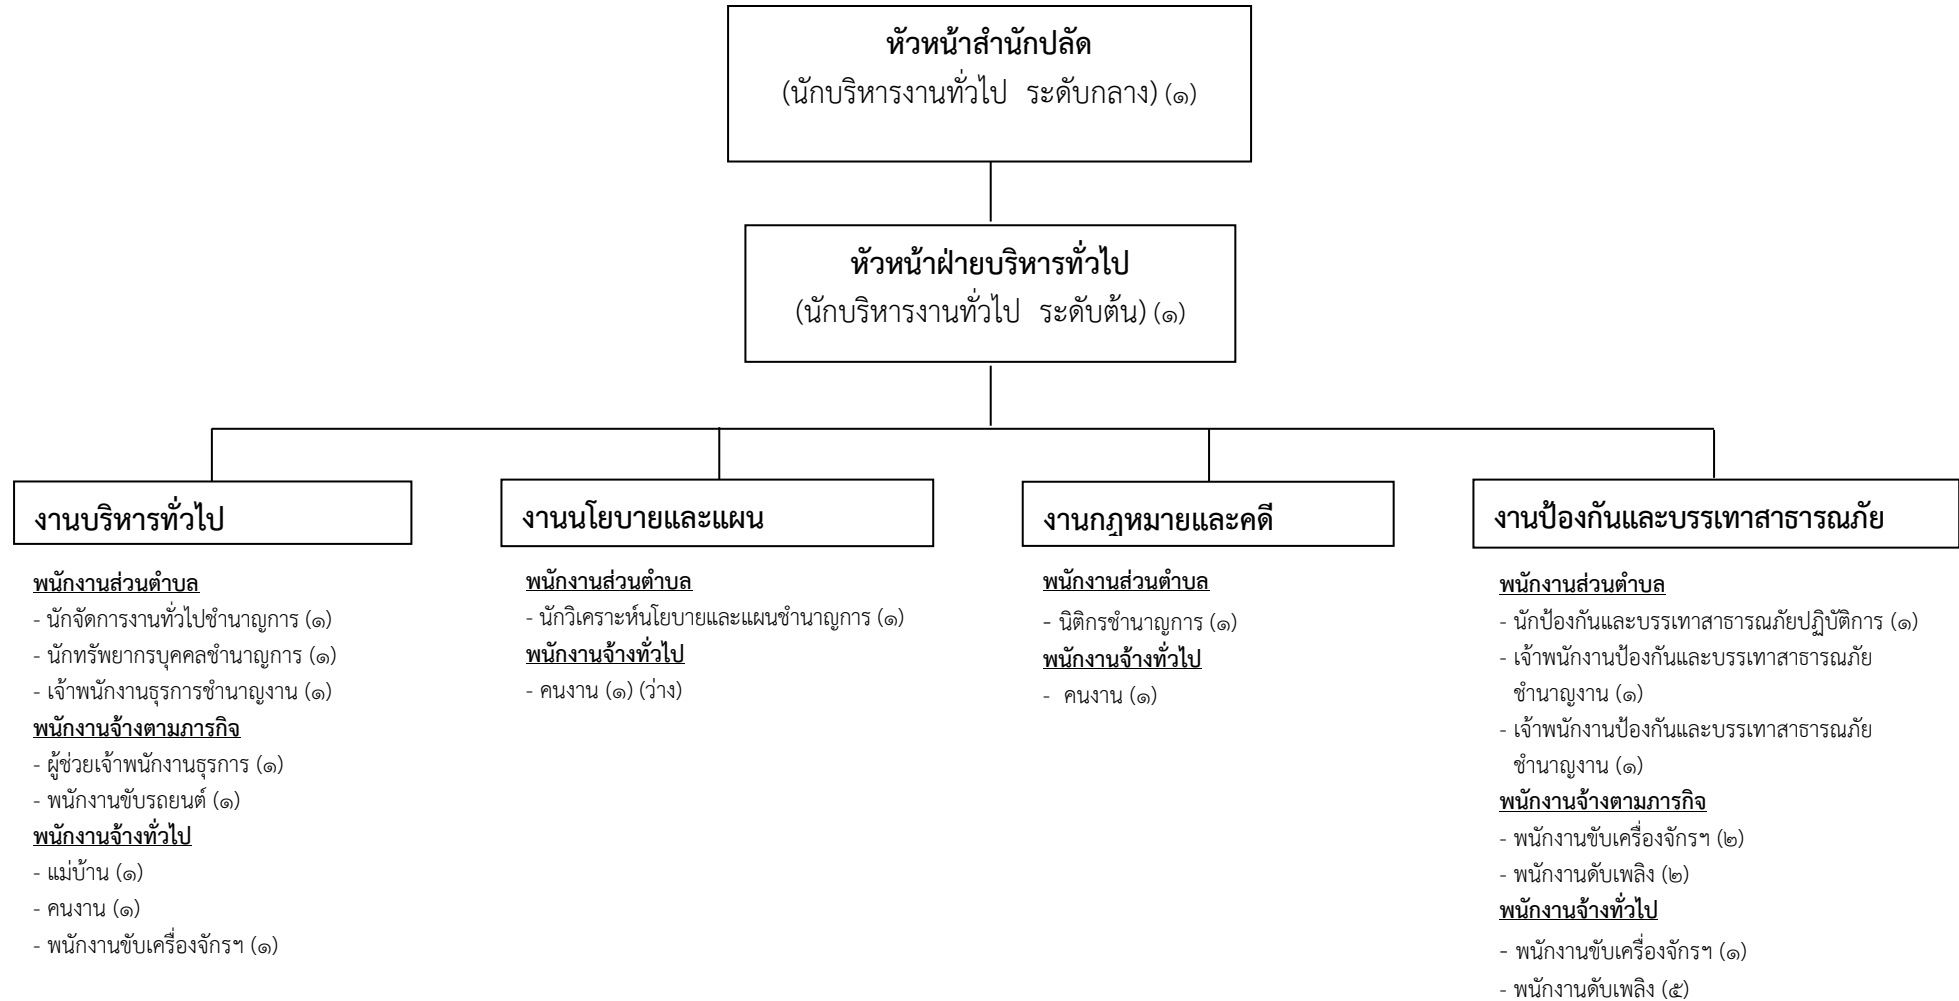 หัวหน้าสำนักปลัด
(นักบริหารงานทั่วไป ระดับกลาง) (๑)
หัวหน้าฝ่ายบริหารทั่วไป
(นักบริหารงานทั่วไป ระดับต้น) (๑)
งานบริหารทั่วไป
พนักงานส่วนตำบล
- นักจัดการงานทั่วไปชำนาญการ (๑)
- นักทรัพยากรบุคคลชำนาญการ (๑)
- เจ้าพนักงานธุรการชำนาญงาน (๑)
พนักงานจ้างตามภารกิจ
- ผู้ช่วยเจ้าพนักงานธุรการ (๑)
- พนักงานขับรถยนต์ (๑)
พนักงานจ้างทั่วไป
- แม่บ้าน (๑)
- คนงาน (๑)
- พนักงานขับเครื่องจักรฯ (๑)
งานนโยบายและแผน
พนักงานส่วนตำบล
- นักวิเคราะห์นโยบายและแผนชำนาญการ (๑)
พนักงานจ้างทั่วไป
- คนงาน (๑) (ว่าง)
งานกฎหมายและคดี
พนักงานส่วนตำบล
- นิติกรชำนาญการ (๑)
พนักงานจ้างทั่วไป
- คนงาน (๑)
งานป้องกันและบรรเทาสาธารณภัย
พนักงานส่วนตำบล
- นักป้องกันและบรรเทาสาธารณภัยปฏิบัติการ (๑)
- เจ้าพนักงานป้องกันและบรรเทาสาธารณภัย
ชำนาญงาน (๑)
- เจ้าพนักงานป้องกันและบรรเทาสาธารณภัย
ชำนาญงาน (๑)
พนักงานจ้างตามภารกิจ
- พนักงานขับเครื่องจักรฯ (๒)
- พนักงานดับเพลิง (๒)
พนักงานจ้างทั่วไป
- พนักงานขับเครื่องจักรฯ (๑)
- พนักงานดับเพลิง (๕)